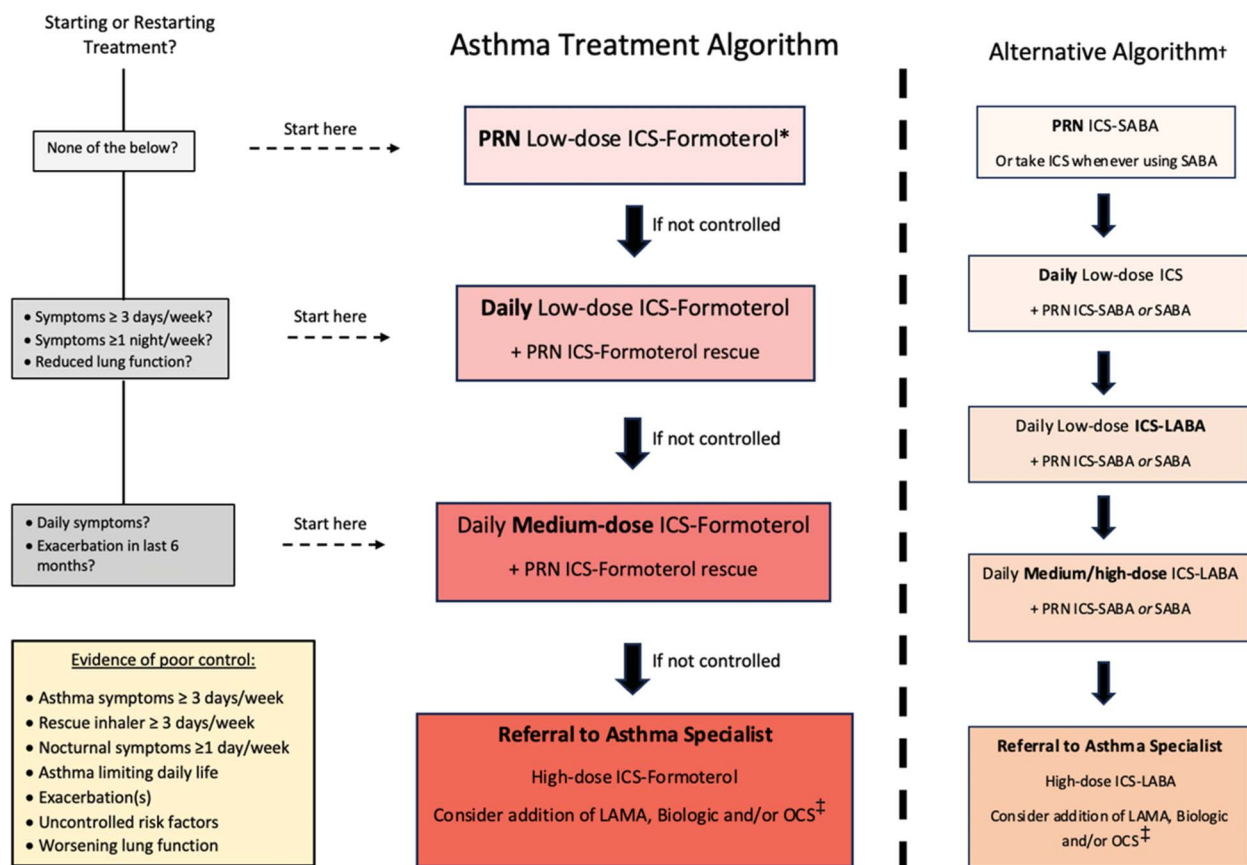 Starting or Restarting
Treatment?
None of the below?
Start here
• Symptoms ≥ 3 days/week?
• Symptoms ≥1 night/week?
• Reduced lung function?
Start here
• Daily symptoms?
• Exacerbation in last 6
months?
Start here
Evidence of poor control:
• Asthma symptoms ≥ 3 days/week
• Rescue inhaler ≥ 3 days/week
• Nocturnal symptoms ≥1 day/week
• Asthma limiting daily life
• Exacerbation(s)
• Uncontrolled risk factors
• Worsening lung function
Asthma Treatment Algorithm
PRN Low-dose ICS-Formoterol*
If not controlled
Daily Low-dose ICS-Formoterol
+ PRN ICS-Formoterol rescue
If not controlled
Daily Medium-dose ICS-Formoterol
+ PRN ICS-Formoterol rescue
If not controlled
Referral to Asthma Specialist
High-dose ICS-Formoterol
Consider addition of LAMA, Biologic and/or OCS‡
Alternative Algorithm†
PRN ICS-SABA
Or take ICS whenever using SABA
Daily Low-dose ICS
+ PRN ICS-SABA or SABA
Daily Low-dose ICS-LABA
+ PRN ICS-SABA or SABA
Daily Medium/high-dose ICS-LABA
+ PRN ICS-SABA or SABA
Referral to Asthma Specialist
High-dose ICS-LABA
Consider addition of LAMA, Biologic
and/or OCS‡